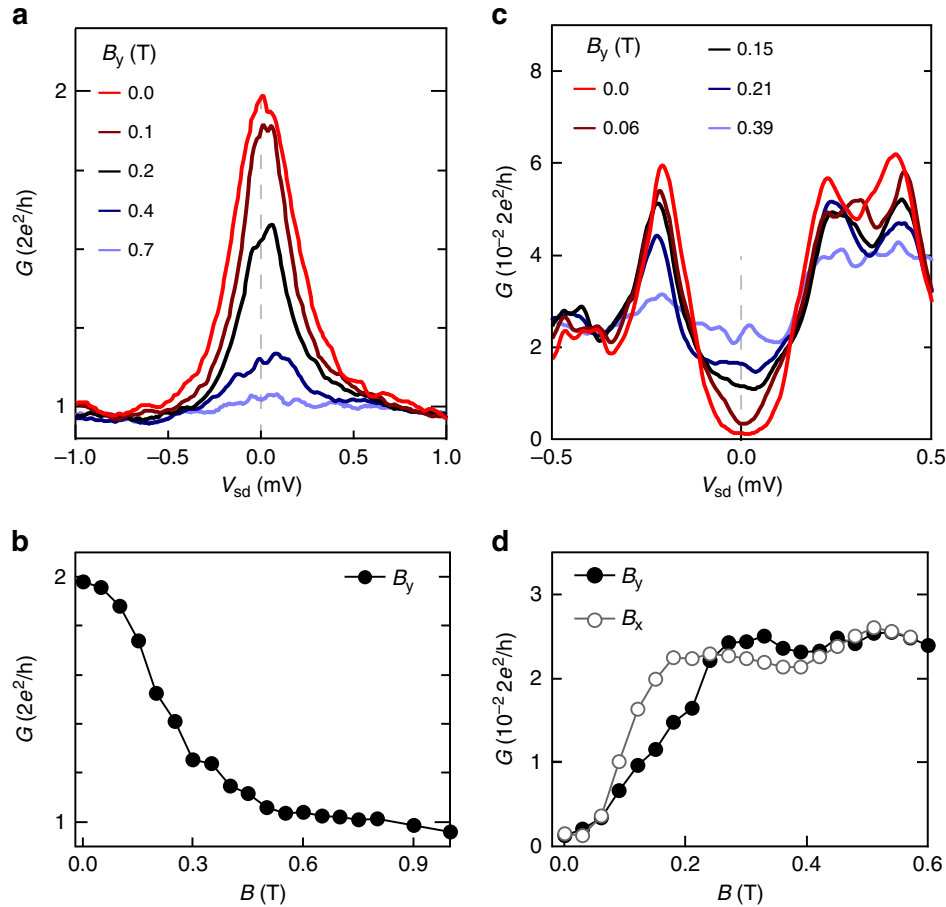 a
B_y (T)
0.0
0.1
0.2
0.4
0.7
2
1
G (2e²/h)
−1.0 −0.5 0.0 0.5 1.0
V_sd (mV)
c
B_y (T)
0.0
0.06
0.15
0.21
0.39
8
6
4
2
0
G (10⁻² 2e²/h)
−0.5 0.0 0.5
V_sd (mV)
b
B_y
2
1
G (2e²/h)
0.0 0.3 0.6 0.9
B (T)
d
B_y
B_x
3
2
1
0
G (10⁻² 2e²/h)
0.0 0.2 0.4 0.6
B (T)